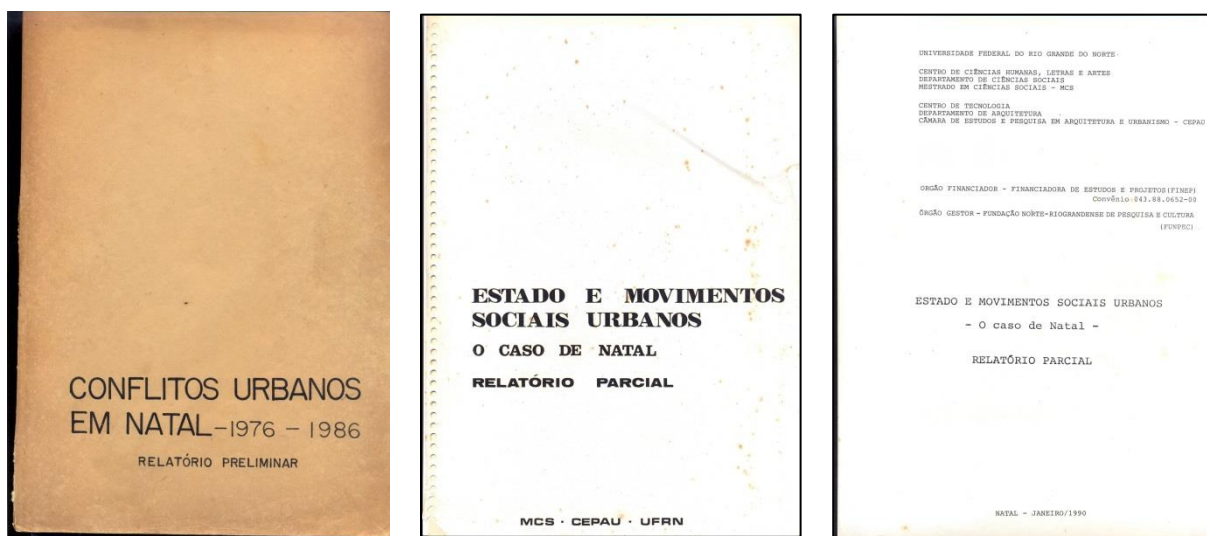 CONFLITOS URBANOS
EM NATAL-1976 - 1986
RELATÓRIO PRELIMINAR
ESTADO E MOVIMENTOS
SOCIAIS URBANOS
O CASO DE NATAL
RELATÓRIO PARCIAL
MCS · CEPAU · UFRN
UNIVERSIDADE FEDERAL DO RIO GRANDE DO NORTE
CENTRO DE CIÊNCIAS HUMANAS, LETRAS E ARTES
DEPARTAMENTO DE CIÊNCIAS SOCIAIS
MESTRADO EM CIÊNCIAS SOCIAIS - MCS
CENTRO DE TECNOLOGIA
DEPARTAMENTO DE ARQUITETURA
CÂMARA DE ESTUDOS E PESQUISA EM ARQUITETURA E URBANISMO - CEPAU
ORGÃO FINANCIADOR - FINANCIADORA DE ESTUDOS E PROJETOS(FINEP)
Convênio 043.88.0652-00
ÓRGÃO GESTOR - FUNDAÇÃO NORTE-RIOGRANDENSE DE PESQUISA E CULTURA
(FUNPEC)
ESTADO E MOVIMENTOS SOCIAIS URBANOS
- O caso de Natal -
RELATÓRIO PARCIAL
NATAL - JANEIRO/1990